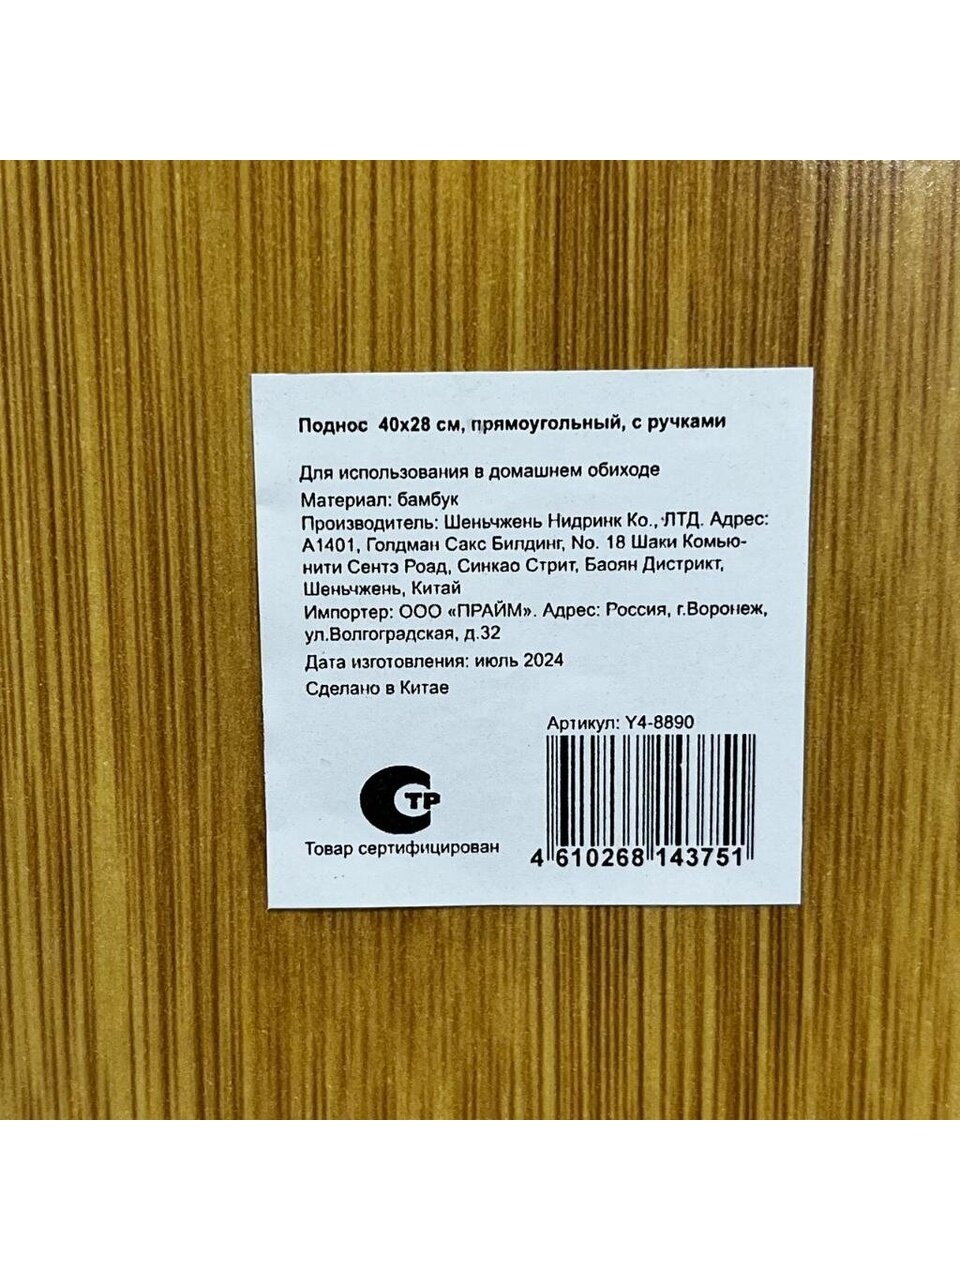 Поднос 40х28 см, прямоугольный, с ручками
Для использования в домашнем обиходе
Материал: бамбук
Производитель: Шеньчжень Нидринк Ко., ЛТД. Адрес:
А1401, Голдман Сакс Билдинг, No. 18 Шаки Комью-
нити Сентэ Роад, Синкао Стрит, Баоян Дистрикт,
Шеньчжень, Китай
Импортер: ООО «ПРАЙМ». Адрес: Россия, г.Воронеж,
ул.Волгоградская, д.32
Дата изготовления: июль 2024
Сделано в Китае
Артикул: Y4-8890
СТР
Товар сертифицирован
4 610268 143751